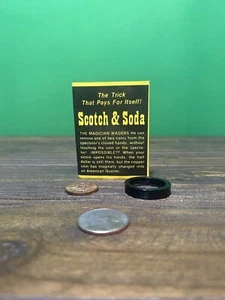 The Trick
That Pays For Itself!
Scotch & Soda
THE MAGICIAN WAGERS He can
remove one of two coins from the
spectator's closed hands, without
touching the coin or the specta-
tor! IMPOSSIBLE?? When your
victim opens his hands, the half
dollar is still there, but the copper
coin has magically changed into
an American Quarter.